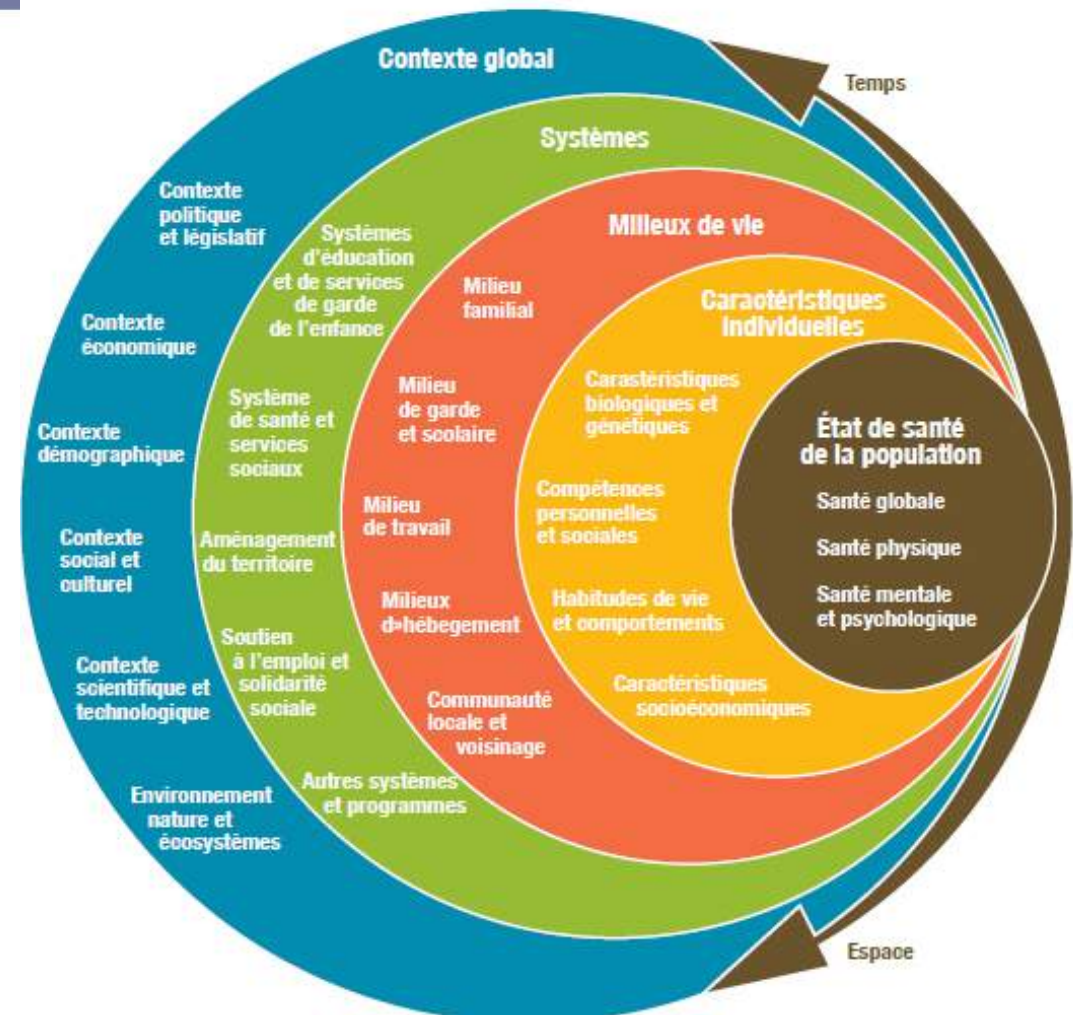 Contexte global
Temps
Systèmes
Contexte
politique
et législatif
Systèmes
d'éducation
et de services
de garde
de l'enfance
Milieux de vie
Milieu
familial
Caractéristiques
individuelles
Contexte
économique
Système
de santé et
services
sociaux
Milieu
de garde
et scolaire
Carastéristiques
biologiques et
génétiques
État de santé
de la population
Contexte
démographique
Milieu
de travail
Compétences
personnelles
et sociales
Santé globale
Santé physique
Santé mentale
et psychologique
Contexte
social et
culturel
Aménagement
du territoire
Milieux
d»hébegement
Habitudes de vie
et comportements
Contexte
scientifique et
technologique
Soutien
à l'emploi et
solidarité
sociale
Communauté
locale et
voisinage
Caractéristiques
socioéconomiques
Environnement
nature et
écosystèmes
Autres systèmes
et programmes
Espace